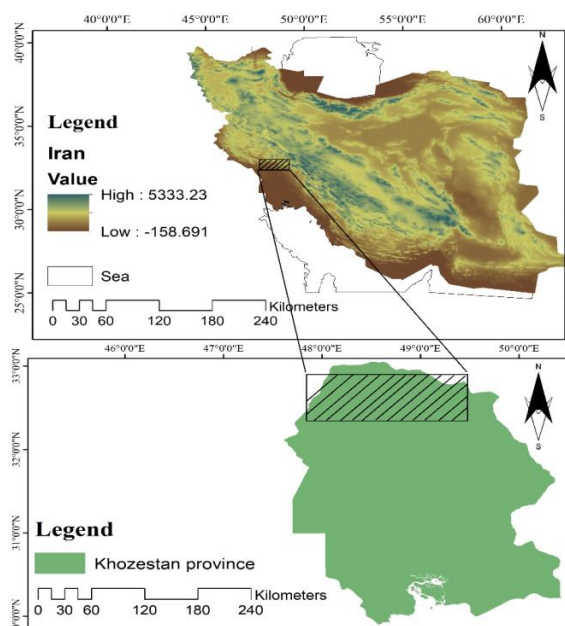 45°0'0"N 50°0'0"E 55°0'0"E 60°0'0"E
40°0'0"N
35°0'0"N
30°0'0"N
25°0'0"N
N
S
Legend
Iran
Value
High : 5333.23
Low : -158.691
Sea
Kilometers
0 30 60 120 180 240
46°0'0"E 47°0'0"E 48°0'0"E 49°0'0"E 50°0'0"E
33°0'0"N
32°0'0"N
31°0'0"N
N
S
Legend
Khozestan province
Kilometers
0 30 60 120 180 240